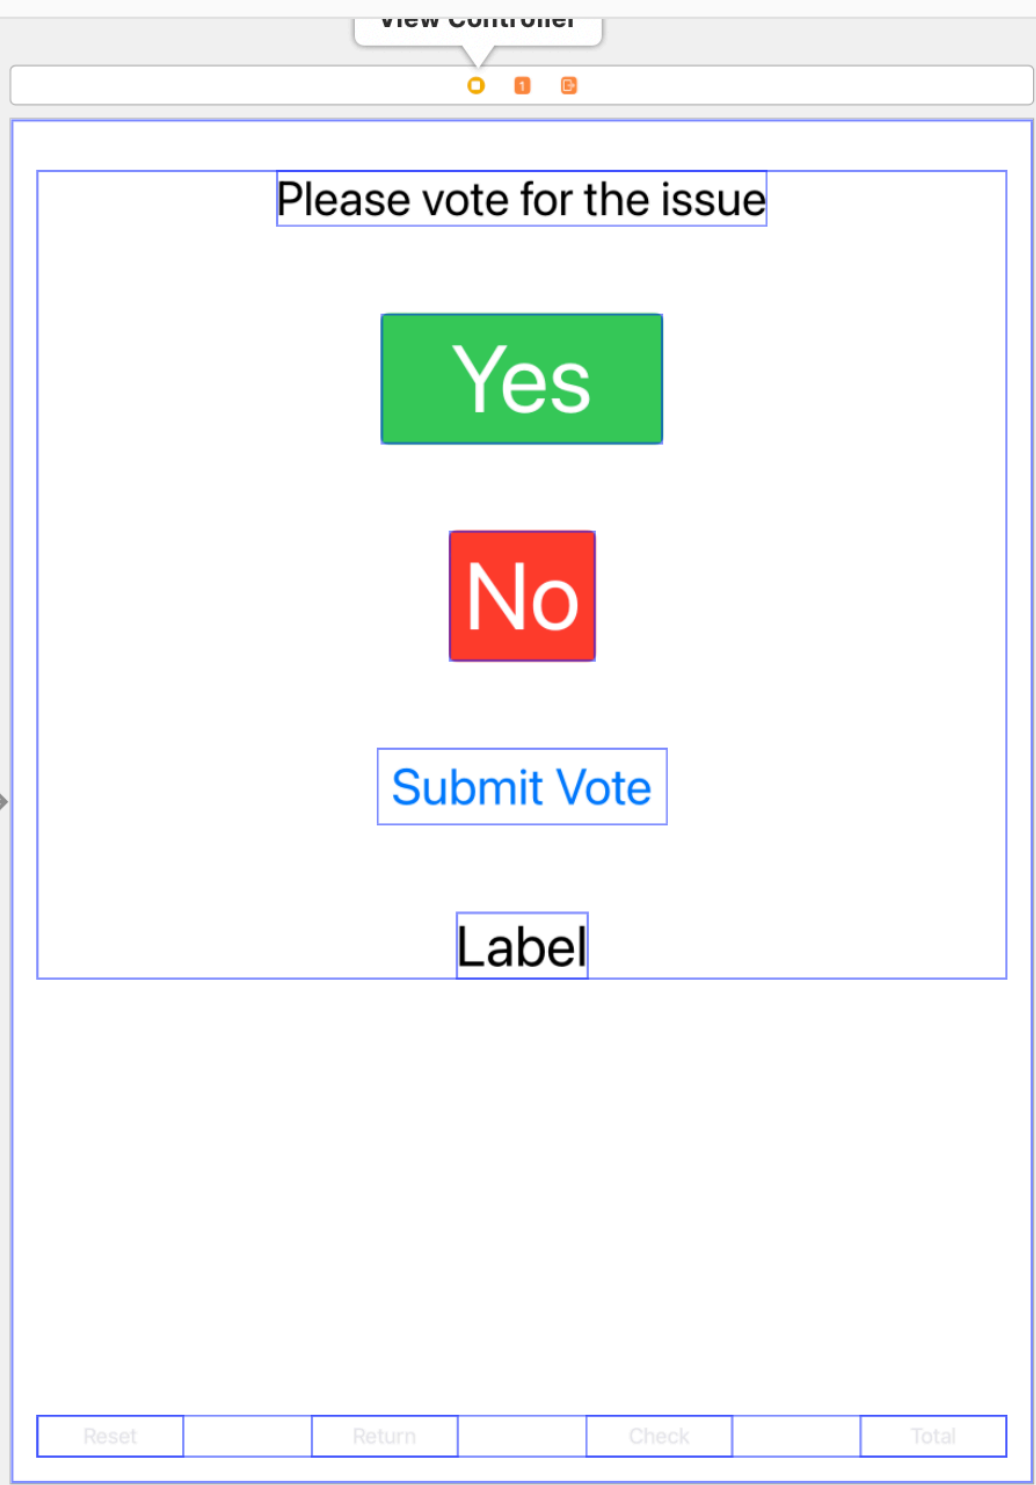 View Controller
1
Please vote for the issue
Yes
No
Submit Vote
Label
Reset Return Check Total